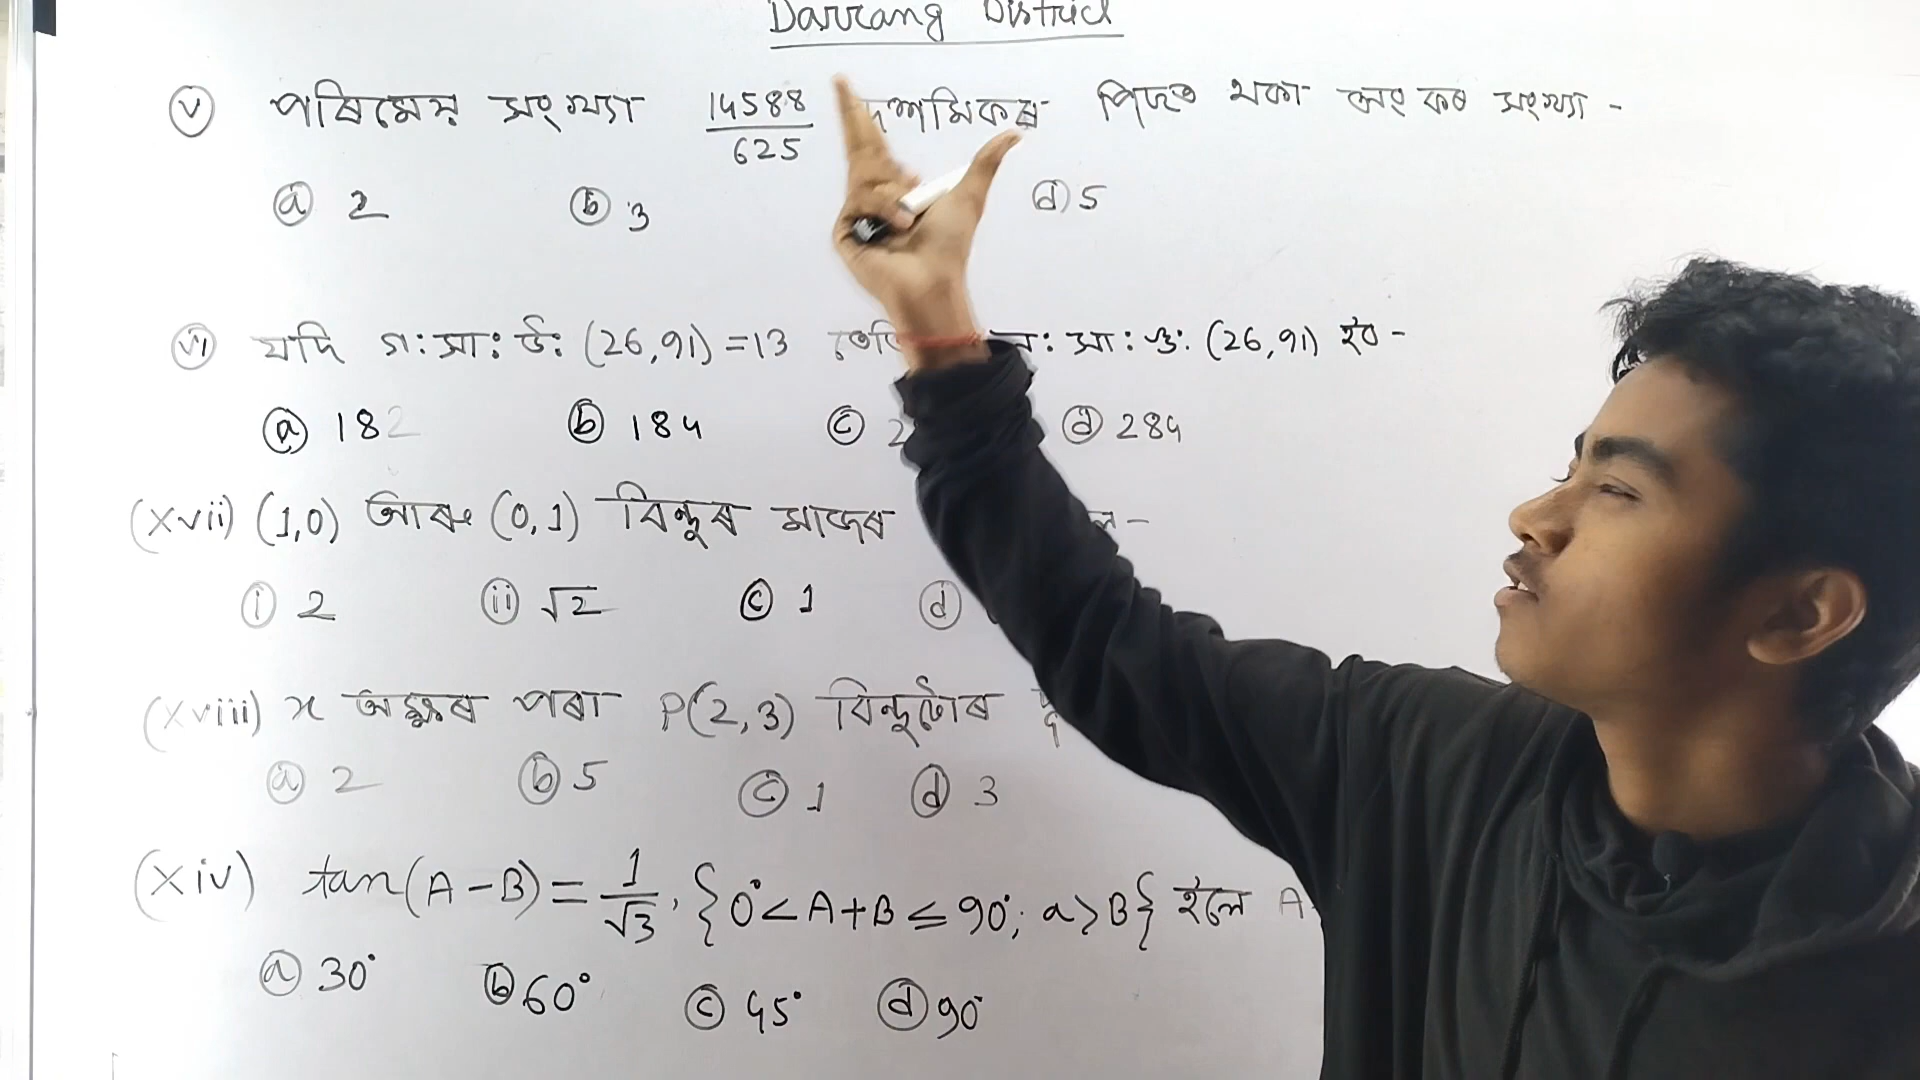 Darrang District
(v) পৰিমেয় সংখ্যা 14588/625 দশমিকৰ পিছত থকা অংকৰ সংখ্যা -
(a) 2 (b) 3 (d) 5
(vi) যদি গ: সা: উ: (26,91) = 13 সা: গু: (26,91) হ'ব -
(a) 182 (b) 184 (c) 2 (d) 284
(xvii) (1,0) আৰু (0,1) বিন্দুৰ মাজৰ
(i) 2 (ii) √2 (c) 1 (d)
(xviii) x অক্ষৰ পৰা P(2,3) বিন্দুটোৰ
(a) 2 (b) 5 (c) 1 (d) 3
(xiv) tan(A-B) = 1/√3, {0°<A+B≤90°; a>B} হ'লে A
(a) 30° (b) 60° (c) 45° (d) 90°